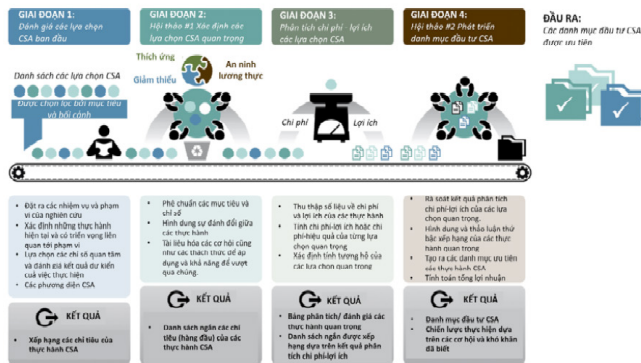 GIAI ĐOẠN 1:
Đánh giá các lựa chọn
CSA ban đầu
GIAI ĐOẠN 2:
Hội thảo #1 Xác định các
lựa chọn CSA quan trọng
GIAI ĐOẠN 3:
Phân tích chi phí - lợi ích
các lựa chọn CSA
GIAI ĐOẠN 4:
Hội thảo #2 Phát triển
danh mục đầu tư CSA
ĐẦU RA:
Các danh mục đầu tư CSA
được ưu tiên
Danh sách các lựa chọn CSA
Được chọn lọc bởi mục tiêu
và bối cảnh
Thích ứng
Giảm thiểu
An ninh
lương thực
Chi phí
Lợi ích
• Đặt ra các nhiệm vụ và phạm
vi của nghiên cứu
• Xác định những thực hành
hiện tại và có triển vọng liên
quan tới phạm vi
• Lựa chọn các chỉ số quan tâm
và đánh giá kết quả dự kiến
cuả việc thực hiện
• Các phương diện CSA
• Phê chuẩn các mục tiêu và
chỉ số
• Hình dung sự đánh đổi giữa
các thực hành
• Tài liệu hóa các cơ hội cũng
như các thách thức để áp
dụng và khả năng để vượt
qua chúng.
• Thu thập số liệu về chi phí
và lợi ích của các thực hành
• Tính chi phí-lợi ích hoặc chi
phí-hiệu quả của từng lựa
chọn quan trọng
• Xác định tính tương hỗ của
các lựa chọn quan trọng
• Rà soát kết quả phân tích
chi phí-lợi ích của các lựa
chọn quan trọng.
• Hình dung và thảo luận thứ
bậc xếp hạng của các thực
hành quan trọng
• Tạo ra các danh mục ưu tiên
các thực hành CSA
• Tính toán tổng lợi nhuận
KẾT QUẢ
• Xếp hạng các chỉ tiêu của
thực hành CSA
KẾT QUẢ
• Danh sách ngắn các chỉ
tiêu (hàng đầu) của các
thực hành CSA
KẾT QUẢ
• Bảng phân tích/ đánh giá các
thực hành quan trọng
• Danh sách ngắn được xếp
hạng dựa trên kết quả phân
tích chi phí-lợi ích
KẾT QUẢ
• Danh mục đầu tư CSA
• Chiến lược thực hiện dựa
trên các cơ hội và khó khăn
đã biết